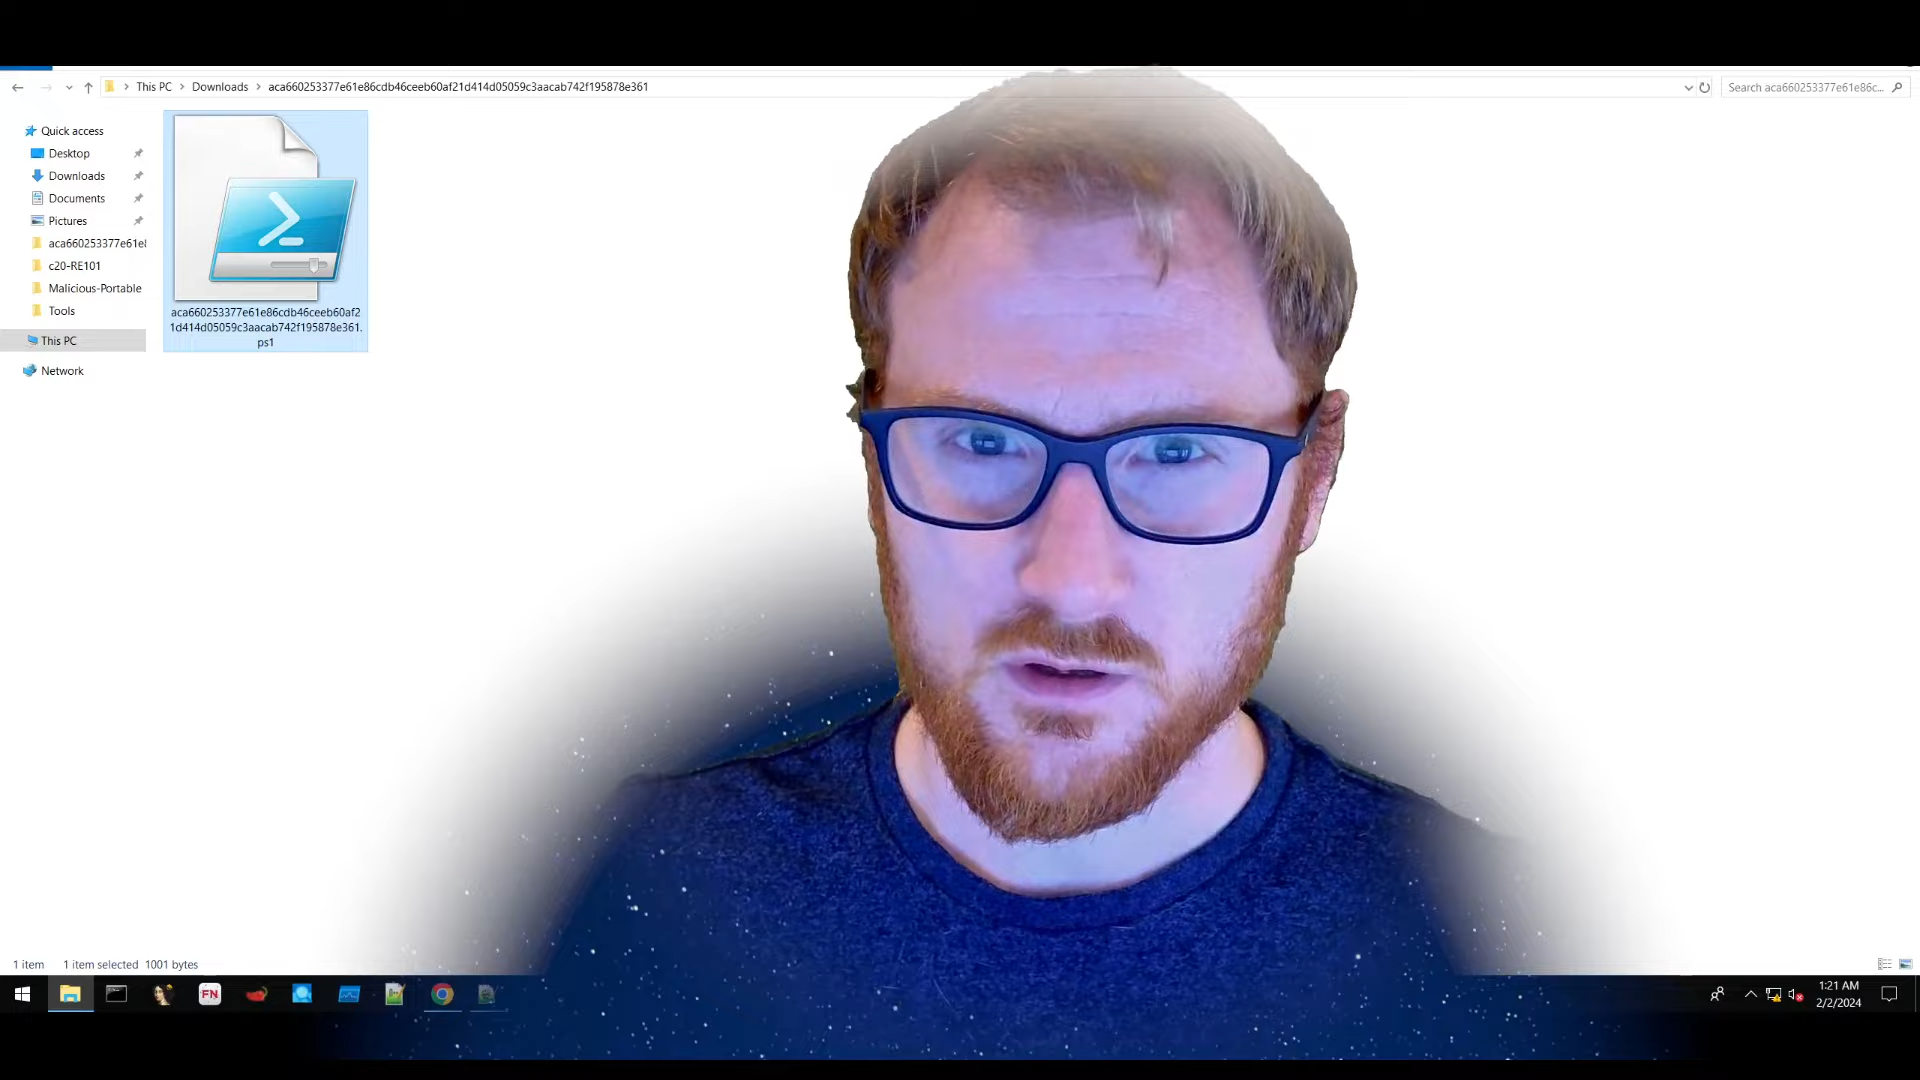 This PC
Downloads
aca660253377e61e86cdb46ceeb60af21d414d05059c3aacab742f195878e361
Search aca660253377e61e86c...
Quick access
Desktop
Downloads
Documents
Pictures
aca660253377e61e8
c20-RE101
Malicious-Portable
Tools
This PC
Network
aca660253377e61e86cdb46ceeb60af2
1d414d05059c3aacab742f195878e361.
ps1
1 item 1 item selected 1001 bytes
FN
1:21 AM
2/2/2024